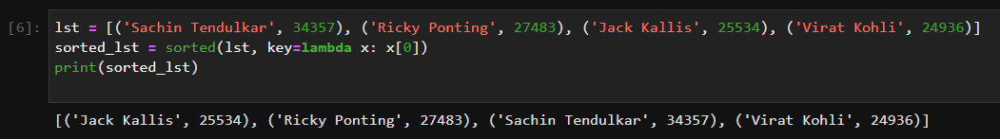 [6]: lst = [('Sachin Tendulkar', 34357), ('Ricky Ponting', 27483), ('Jack Kallis', 25534), ('Virat Kohli', 24936)]
sorted_lst = sorted(lst, key=lambda x: x[0])
print(sorted_lst)
[('Jack Kallis', 25534), ('Ricky Ponting', 27483), ('Sachin Tendulkar', 34357), ('Virat Kohli', 24936)]